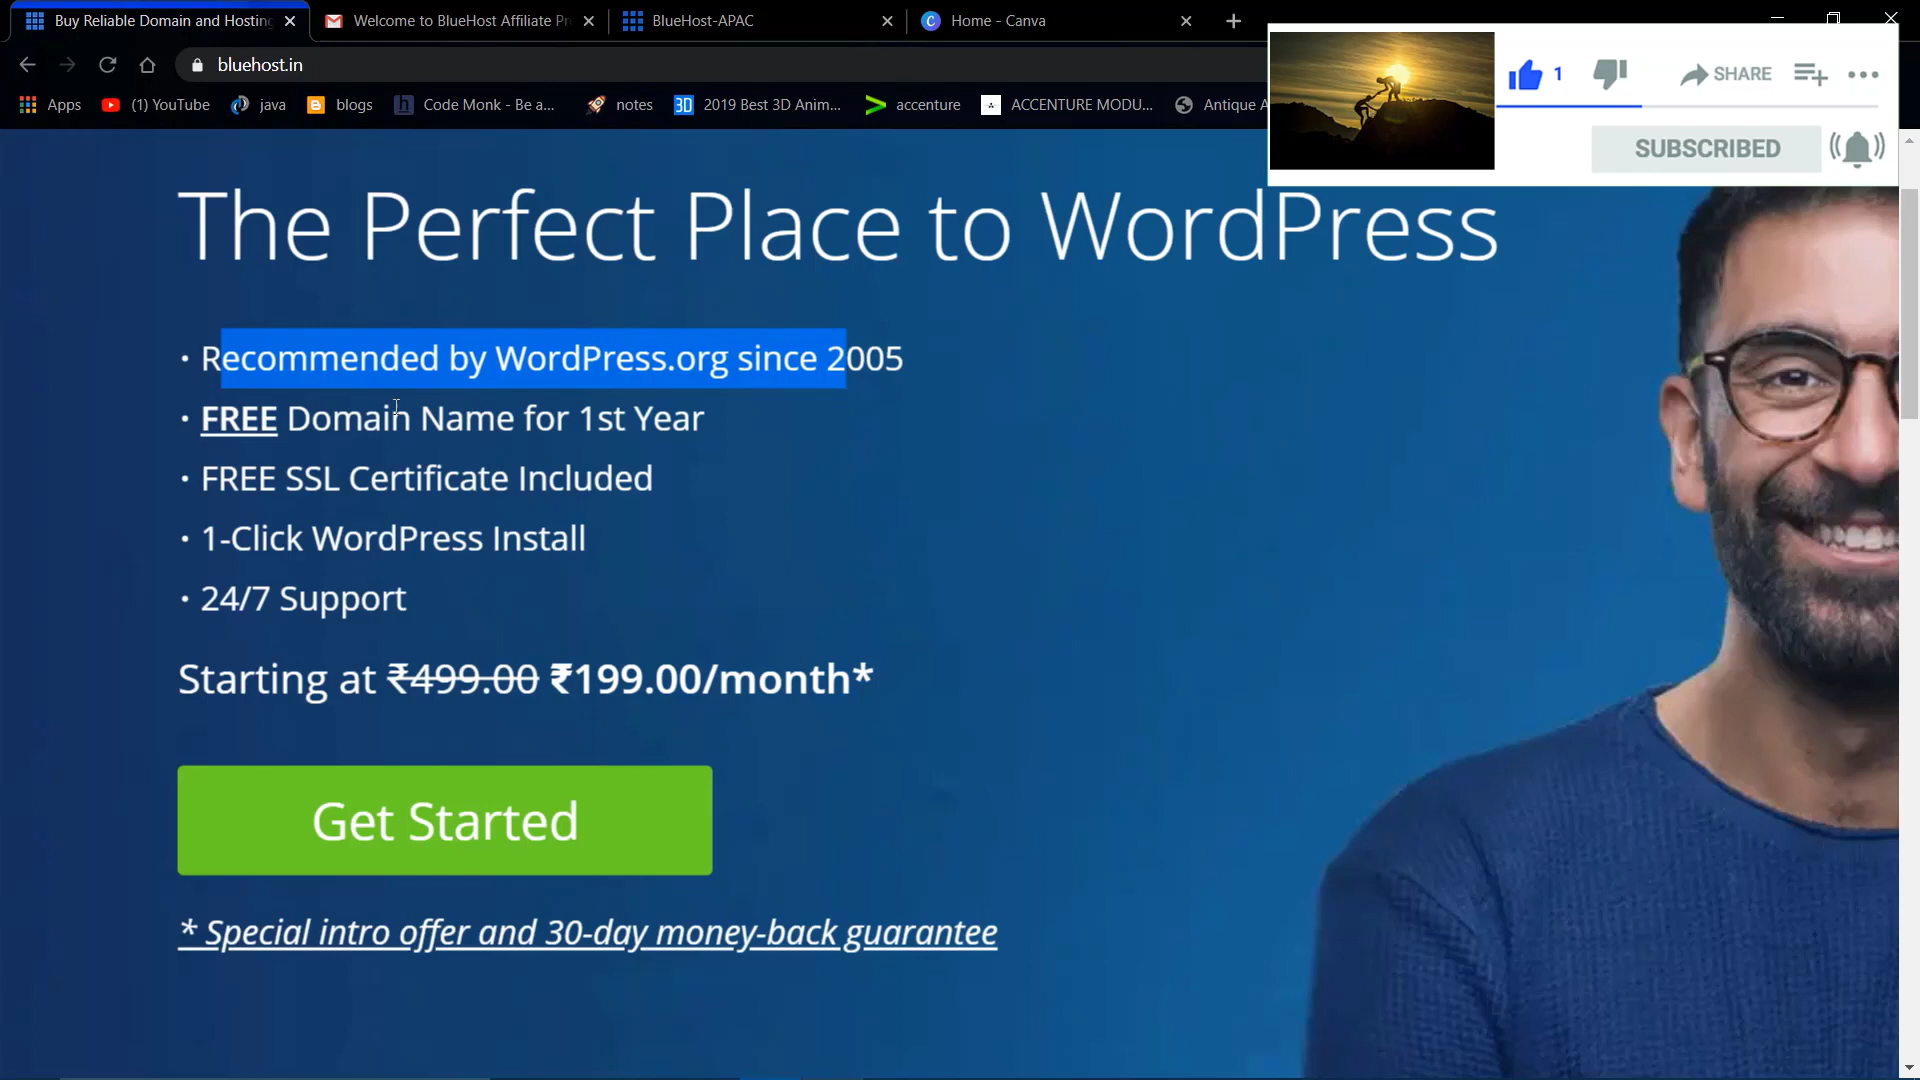 Buy Reliable Domain and Hosting
Welcome to BlueHost Affiliate Pr
BlueHost-APAC
Home - Canva
bluehost.in
Apps
(1) YouTube
java
blogs
Code Monk - Be a...
notes
3D
2019 Best 3D Anim...
accenture
ACCENTURE MODU...
Antique A
1
SHARE
SUBSCRIBED
The Perfect Place to WordPress
· Recommended by WordPress.org since 2005
· FREE Domain Name for 1st Year
· FREE SSL Certificate Included
· 1-Click WordPress Install
· 24/7 Support
Starting at ₹499.00 ₹199.00/month*
Get Started
* Special intro offer and 30-day money-back guarantee